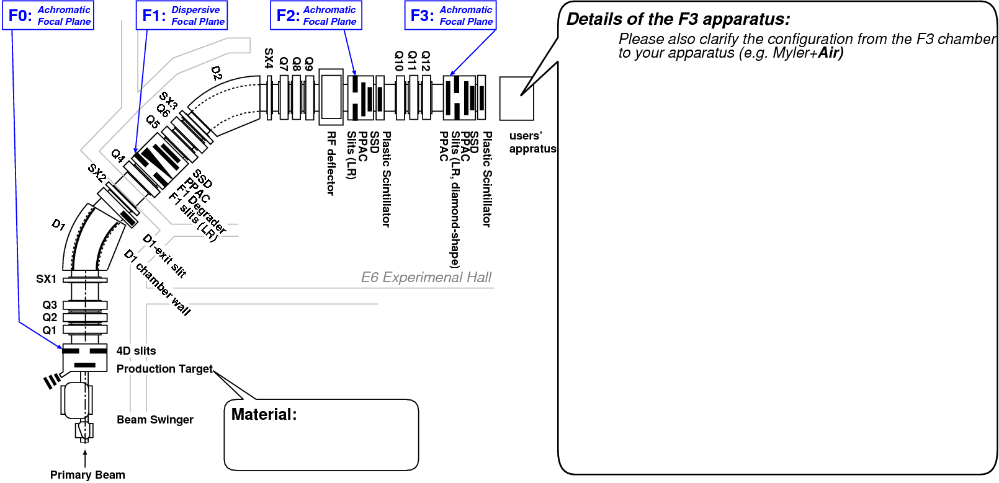 F0: Achromatic
Focal Plane
F1: Dispersive
Focal Plane
F2: Achromatic
Focal Plane
F3: Achromatic
Focal Plane
Details of the F3 apparatus:
Please also clarify the configuration from the F3 chamber
to your apparatus (e.g. Myler+Air)
D2
SX4
Q7
Q8
Q9
Q10
Q11
Q12
SX3
Q6
Q5
Q4
SX2
RF deflector
Slits (LR)
PPAC
SSD
Plastic Scintillator
PPAC
Slits (LR, diamond-shape)
PPAC
SSD
Plastic Scintillator
users'
appratus
SSD
PPAC
F1 Degrader
F1 slits (LR)
D1
D1-exit slit
D1 chamber wall
E6 Experimenal Hall
SX1
Q3
Q2
Q1
4D slits
Production Target
Material:
Beam Swinger
Primary Beam